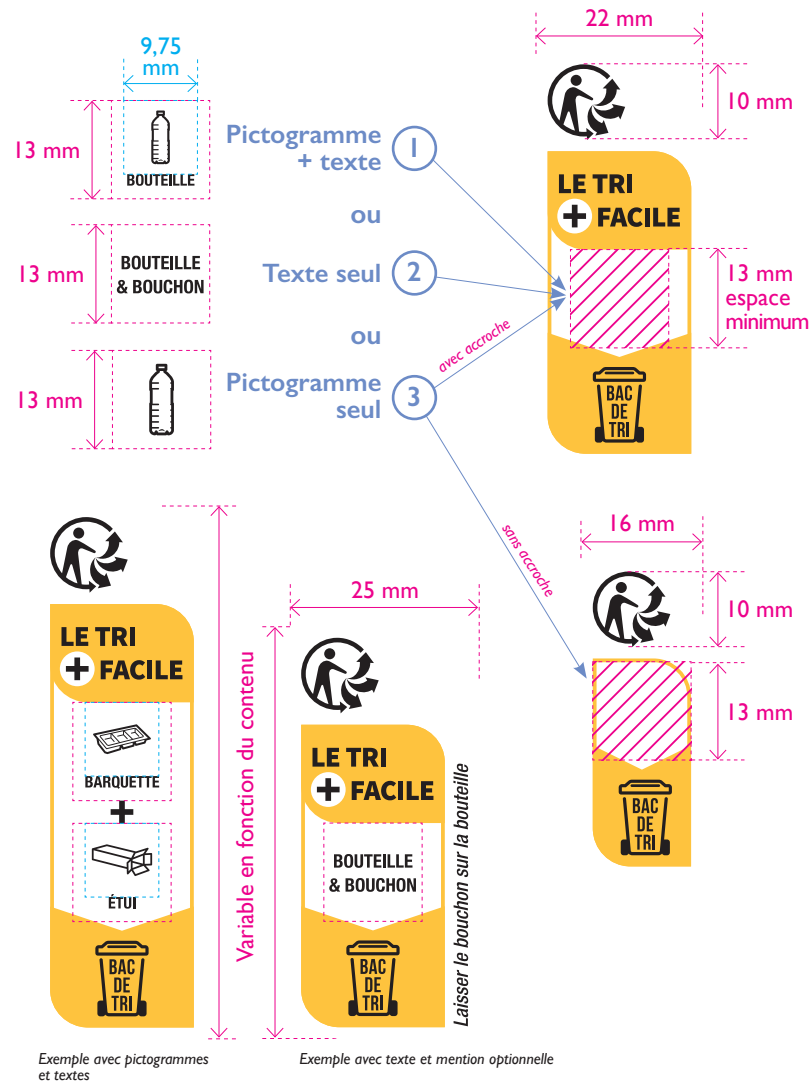 9,75
mm
13 mm
BOUTEILLE
Pictogramme
+ texte
1
ou
13 mm
BOUTEILLE
& BOUCHON
Texte seul
2
ou
13 mm
Pictogramme
seul
3
avec accroche
sans accroche
22 mm
10 mm
LE TRI
+ FACILE
13 mm
espace
minimum
BAC
DE
TRI
16 mm
10 mm
13 mm
BAC
DE
TRI
LE TRI
+ FACILE
BARQUETTE
+
ÉTUI
BAC
DE
TRI
Variable en fonction du contenu
25 mm
LE TRI
+ FACILE
BOUTEILLE
& BOUCHON
BAC
DE
TRI
Laisser le bouchon sur la bouteille
Exemple avec pictogrammes
et textes
Exemple avec texte et mention optionnelle